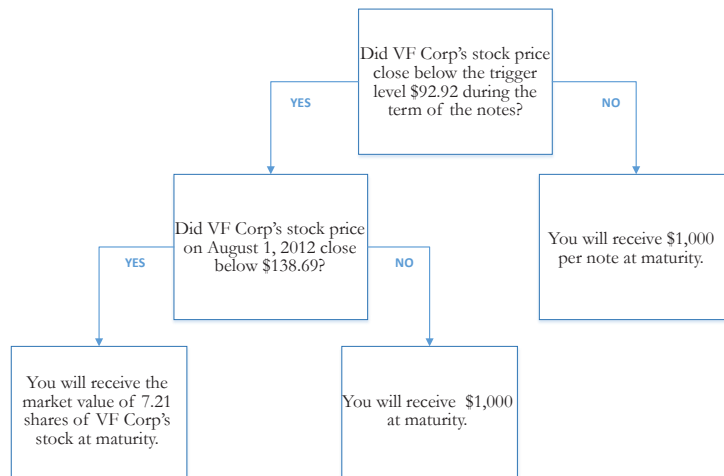 Did VF Corp's stock price
close below the trigger
level $92.92 during the
term of the notes?
YES
NO
Did VF Corp's stock price
on August 1, 2012 close
below $138.69?
You will receive $1,000
per note at maturity.
YES
NO
You will receive the
market value of 7.21
shares of VF Corp's
stock at maturity.
You will receive $1,000
at maturity.